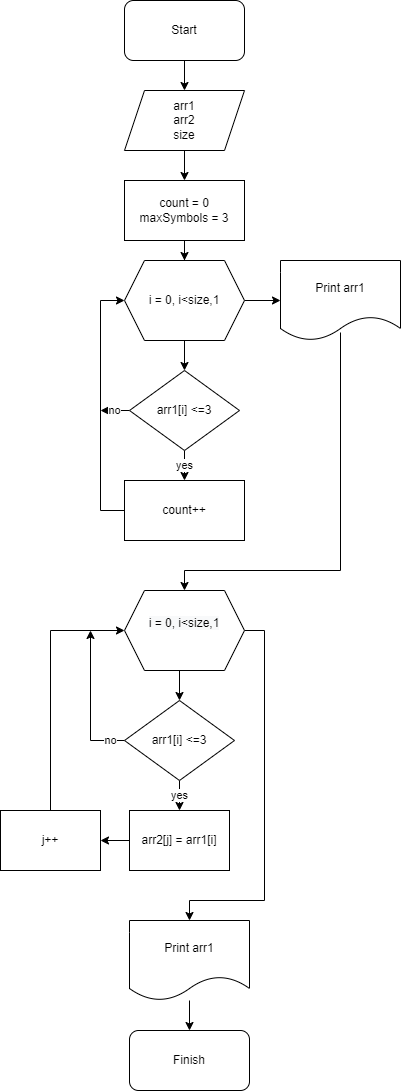 Start
arr1
arr2
size
count = 0
maxSymbols = 3
i = 0, i<size,1
Print arr1
arr1[i] <=3
no
yes
count++
i = 0, i<size,1
arr1[i] <=3
no
yes
j++
arr2[j] = arr1[i]
Print arr1
Finish